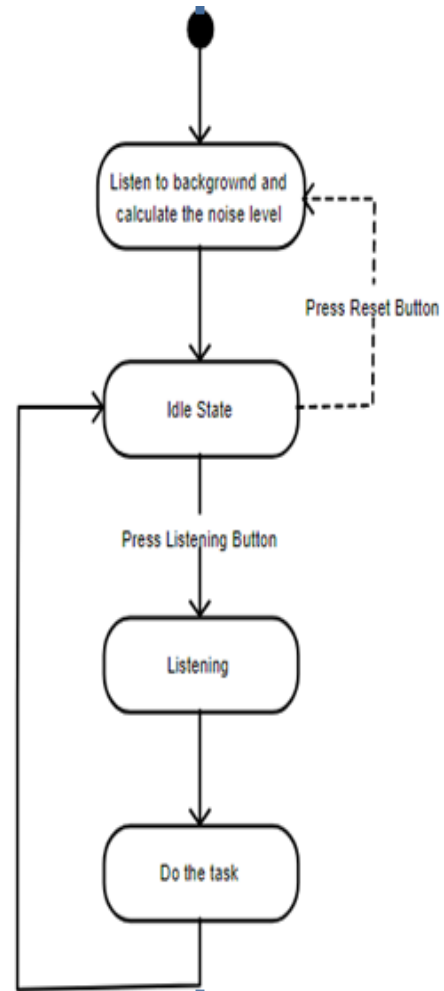 Listen to background and
calculate the noise level
Press Reset Button
Idle State
Press Listening Button
Listening
Do the task